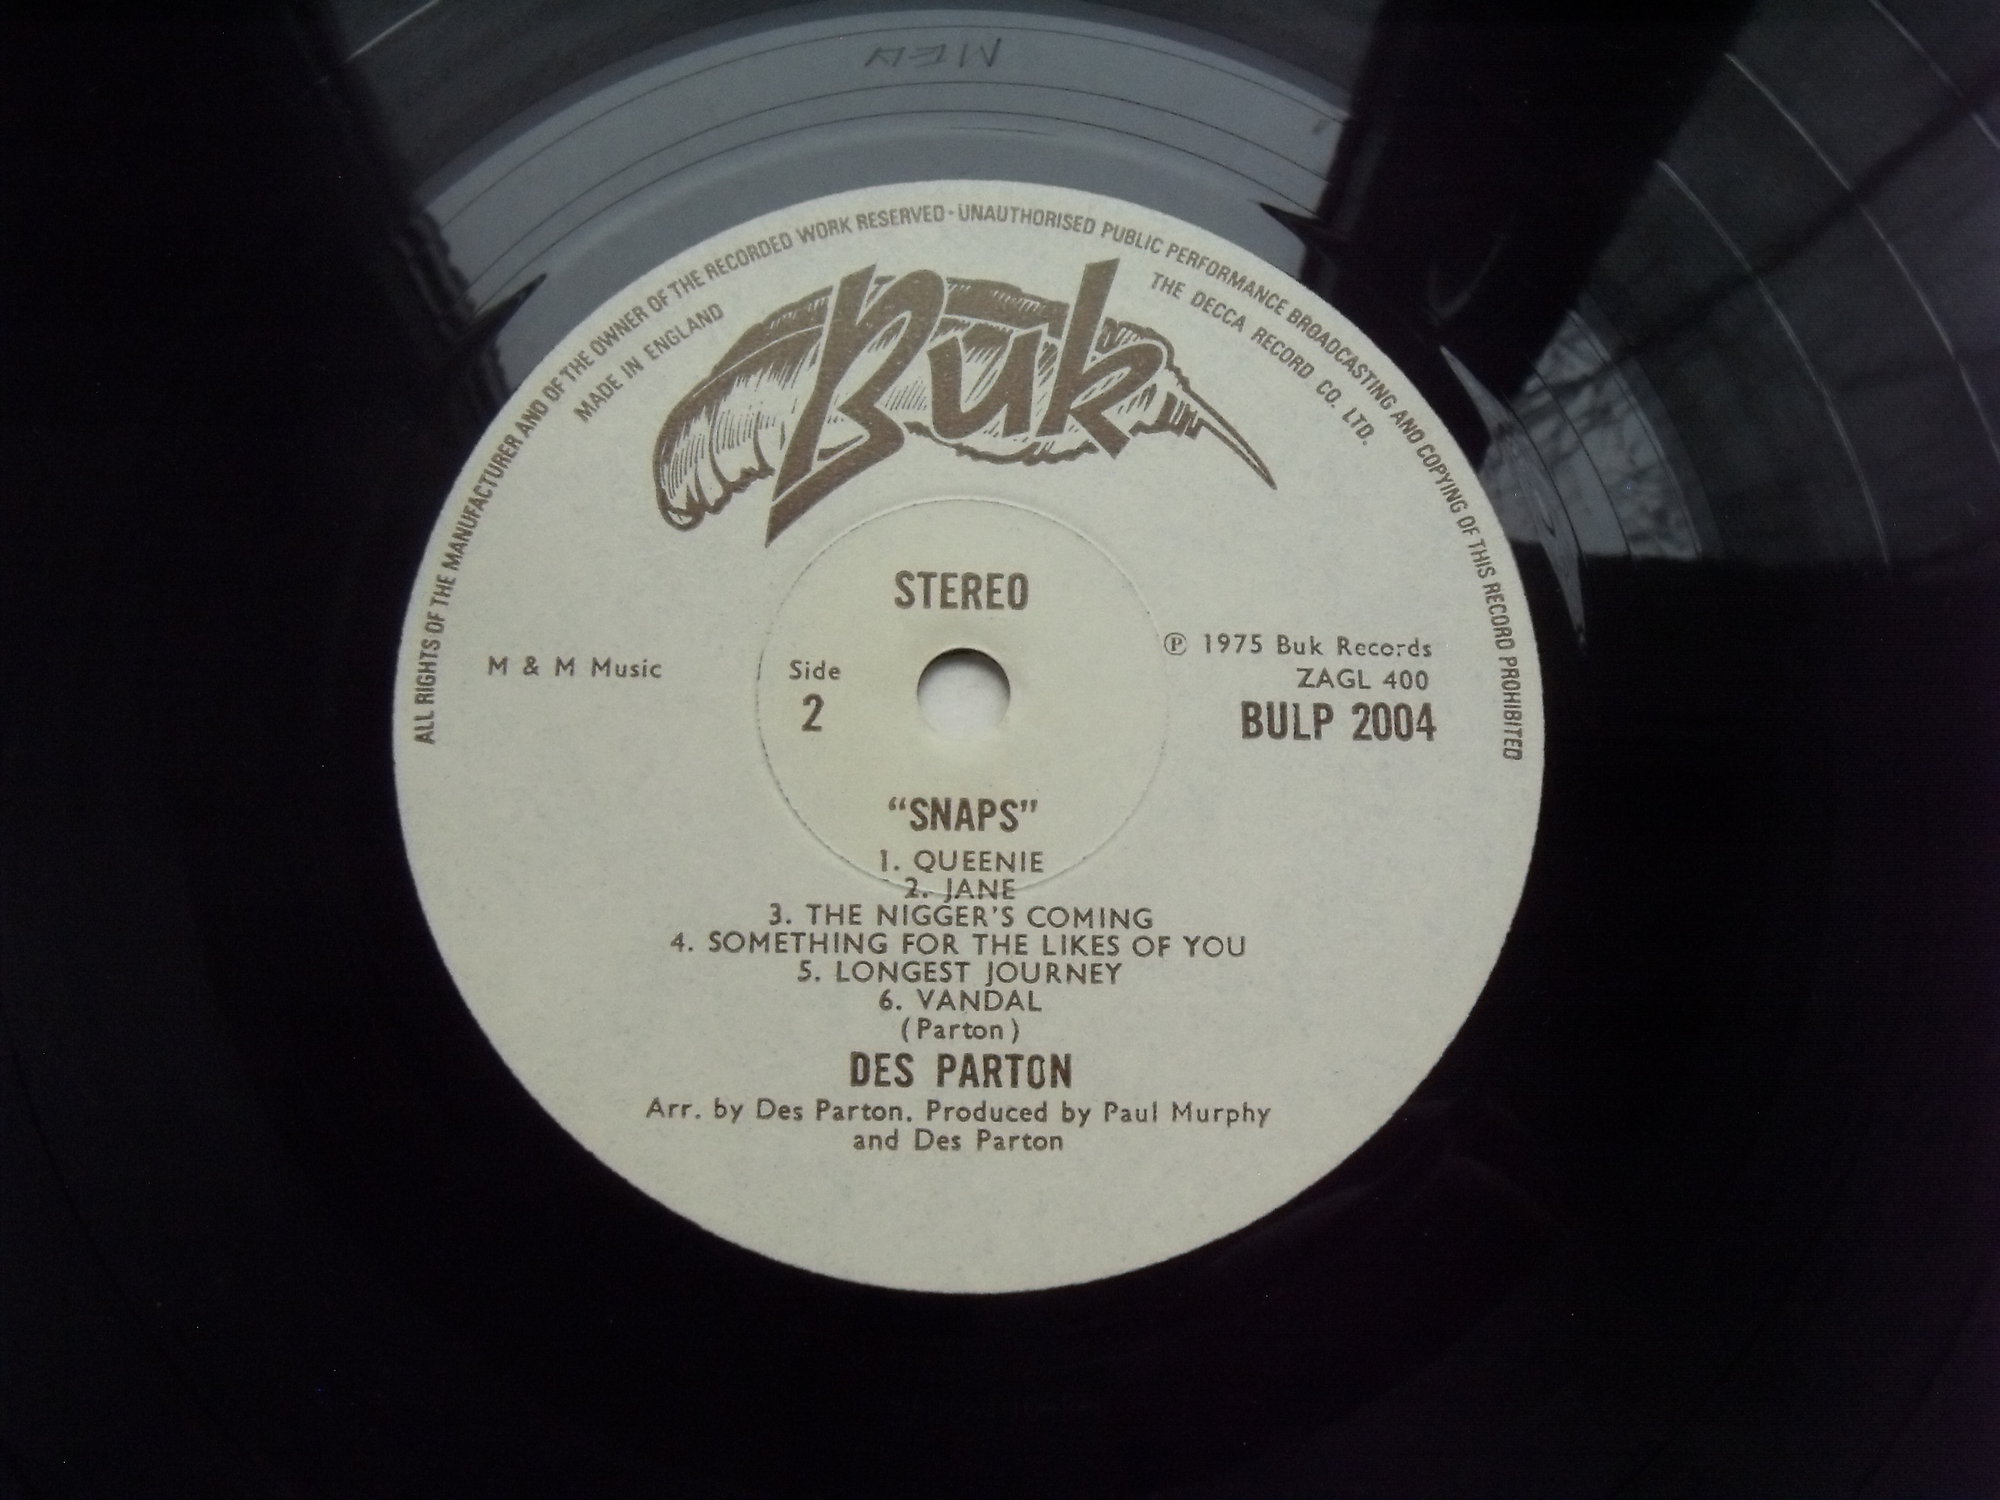 ALL RIGHTS OF THE MANUFACTURER AND OF THE OWNER OF THE RECORDED WORK RESERVED · UNAUTHORISED PUBLIC PERFORMANCE BROADCASTING AND COPYING OF THIS RECORD PROHIBITED
MADE IN ENGLAND
THE DECCA RECORD CO. LTD.
Buk
STEREO
M & M Music
Side
2
℗ 1975 Buk Records
ZAGL 400
BULP 2004
"SNAPS"
1. QUEENIE
2. JANE
3. THE NIGGER'S COMING
4. SOMETHING FOR THE LIKES OF YOU
5. LONGEST JOURNEY
6. VANDAL
(Parton)
DES PARTON
Arr. by Des Parton. Produced by Paul Murphy
and Des Parton